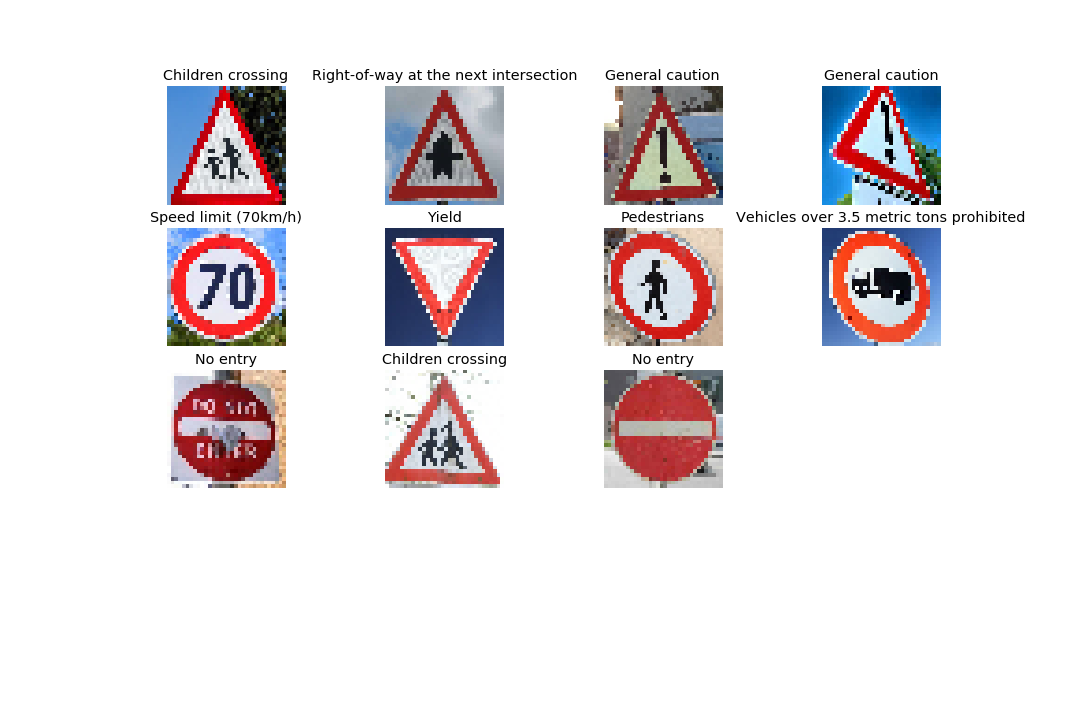 Children crossing
Right-of-way at the next intersection
General caution
General caution
Speed limit (70km/h)
Yield
Pedestrians
Vehicles over 3.5 metric tons prohibited
70
No entry
Children crossing
No entry
ENTER